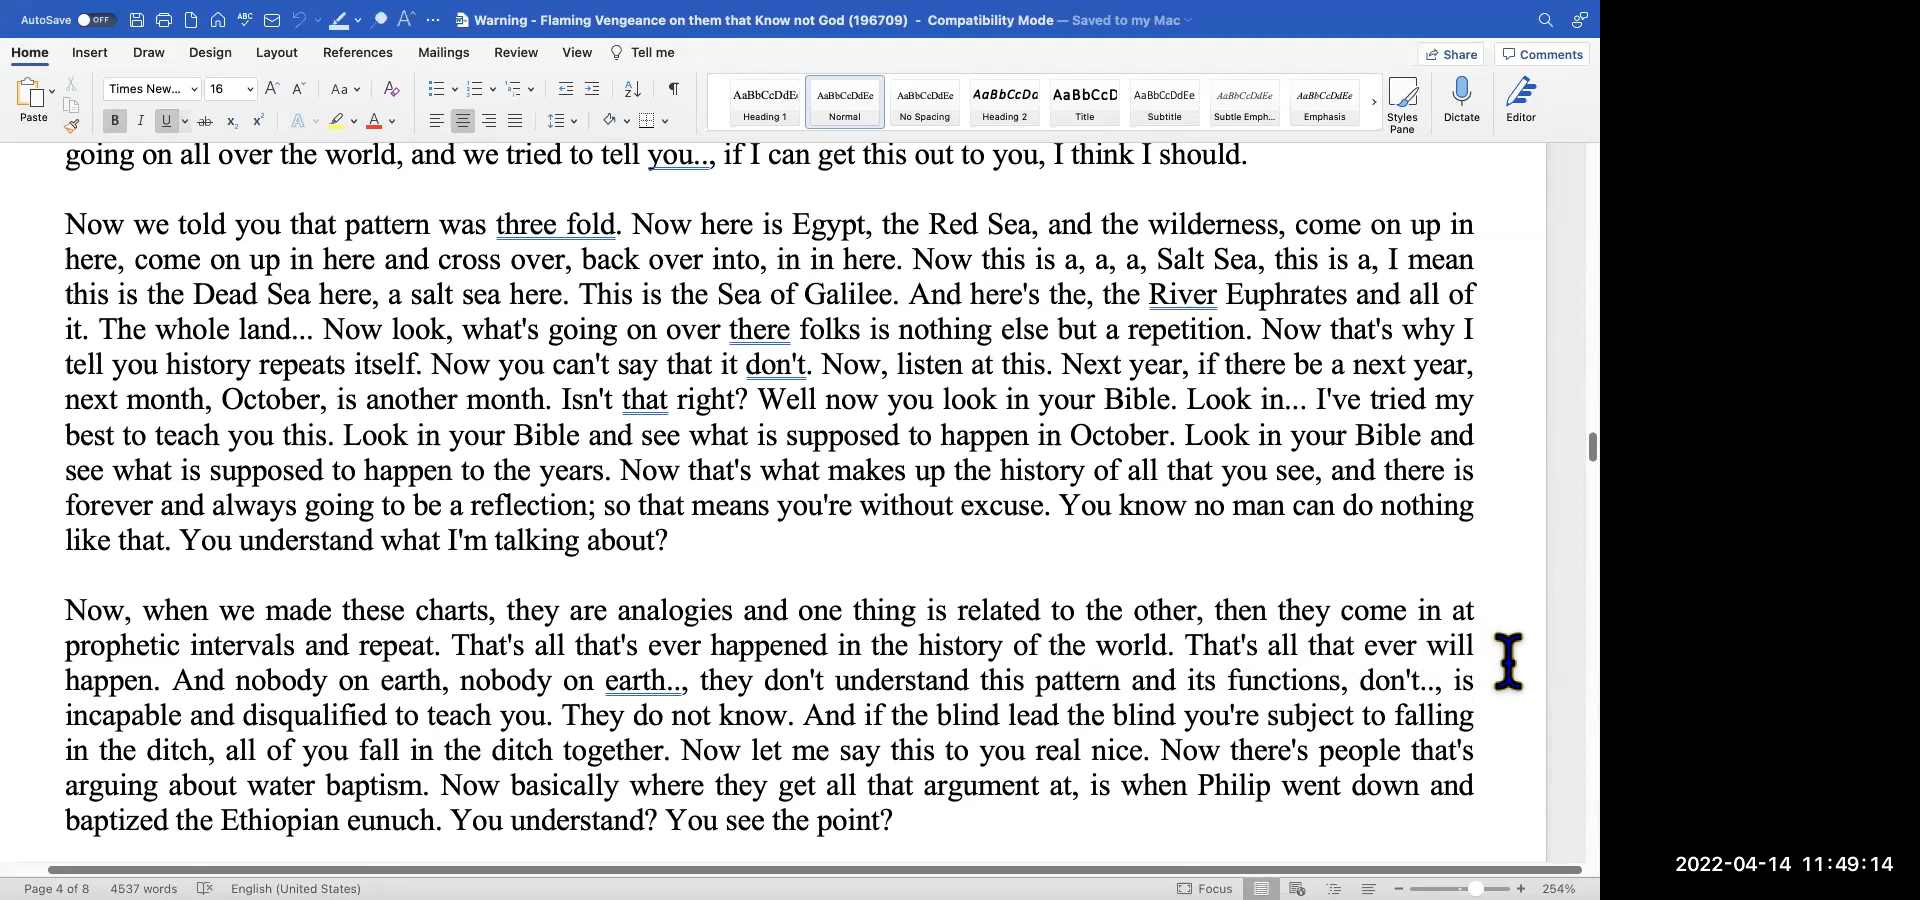 AutoSave OFF ABC A ... Warning - Flaming Vengeance on them that Know not God (196709) - Compatibility Mode — Saved to my Mac
Home Insert Draw Design Layout References Mailings Review View Tell me Share Comments
Paste Times New... 16 A A Aa A A Z ¶ AaBbCcDdE AaBbCcDdEe AaBbCcDdEe AaBbCcDd AaBbCcD AaBbCcDdEe AaBbCcDdEe AaBbCcDdEe
B I U ab x₂ x² A A Heading 1 Normal No Spacing Heading 2 Title Subtitle Subtle Emph... Emphasis Styles Pane Dictate Editor
going on all over the world, and we tried to tell you.., if I can get this out to you, I think I should.
Now we told you that pattern was three fold. Now here is Egypt, the Red Sea, and the wilderness, come on up in
here, come on up in here and cross over, back over into, in in here. Now this is a, a, a, Salt Sea, this is a, I mean
this is the Dead Sea here, a salt sea here. This is the Sea of Galilee. And here's the, the River Euphrates and all of
it. The whole land... Now look, what's going on over there folks is nothing else but a repetition. Now that's why I
tell you history repeats itself. Now you can't say that it don't. Now, listen at this. Next year, if there be a next year,
next month, October, is another month. Isn't that right? Well now you look in your Bible. Look in... I've tried my
best to teach you this. Look in your Bible and see what is supposed to happen in October. Look in your Bible and
see what is supposed to happen to the years. Now that's what makes up the history of all that you see, and there is
forever and always going to be a reflection; so that means you're without excuse. You know no man can do nothing
like that. You understand what I'm talking about?
Now, when we made these charts, they are analogies and one thing is related to the other, then they come in at
prophetic intervals and repeat. That's all that's ever happened in the history of the world. That's all that ever will
happen. And nobody on earth, nobody on earth.., they don't understand this pattern and its functions, don't.., is
incapable and disqualified to teach you. They do not know. And if the blind lead the blind you're subject to falling
in the ditch, all of you fall in the ditch together. Now let me say this to you real nice. Now there's people that's
arguing about water baptism. Now basically where they get all that argument at, is when Philip went down and
baptized the Ethiopian eunuch. You understand? You see the point?
Page 4 of 8 4537 words English (United States) Focus 254%
2022-04-14 11:49:14